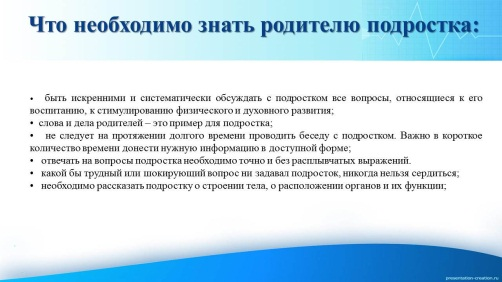 Что необходимо знать родителю подростка:
• быть искренними и систематически обсуждать с подростком все вопросы, относящиеся к его
воспитанию, к стимулированию физического и духовного развития;
• слова и дела родителей – это пример для подростка;
• не следует на протяжении долгого времени проводить беседу с подростком. Важно в короткое
количество времени донести нужную информацию в доступной форме;
• отвечать на вопросы подростка необходимо точно и без расплывчатых выражений.
• какой бы трудный или шокирующий вопрос ни задавал подросток, никогда нельзя сердиться;
• необходимо рассказать подростку о строении тела, о расположении органов и их функции;
presentation-creation.ru